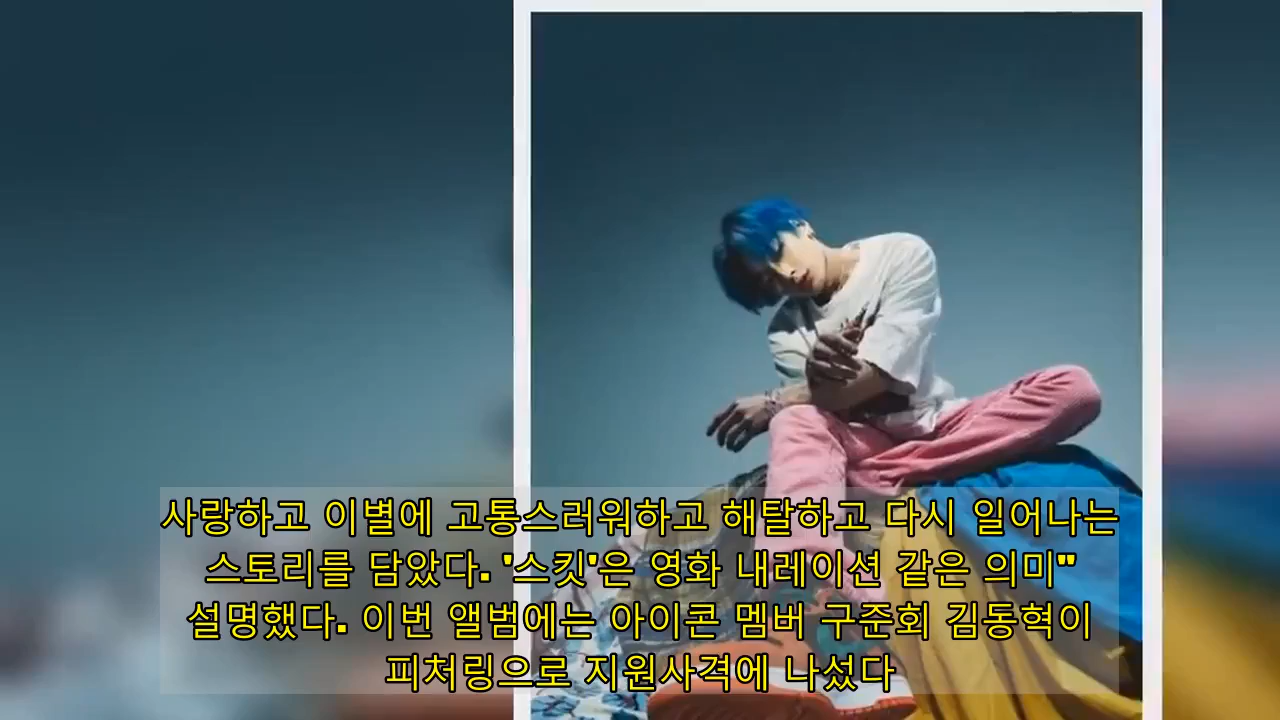 사랑하고 이별에 고통스러워하고 해탈하고 다시 일어나는
스토리를 담았다. '스킷'은 영화 내레이션 같은 의미"
설명했다. 이번 앨범에는 아이콘 멤버 구준회 김동혁이
피처링으로 지원사격에 나섰다